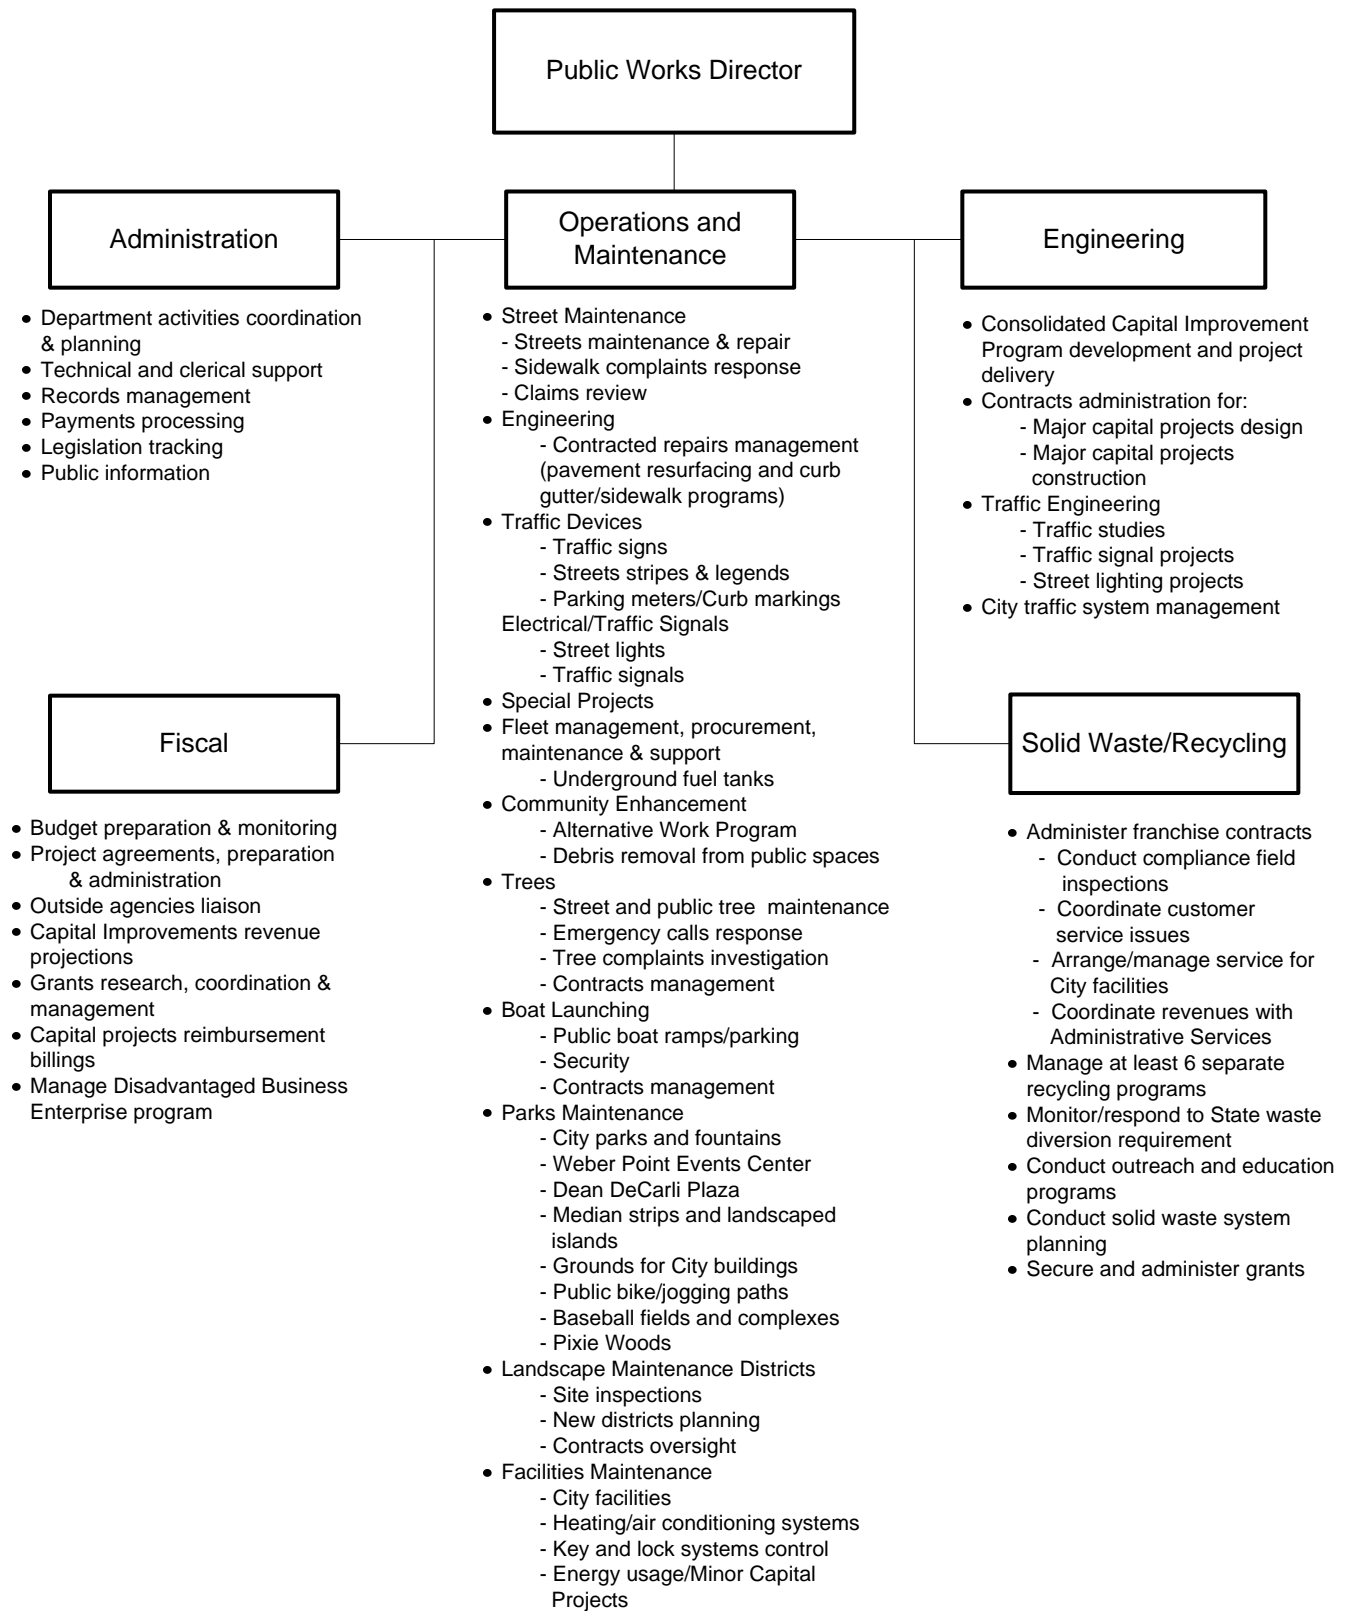 Public Works Director
Administration
• Department activities coordination
& planning
• Technical and clerical support
• Records management
• Payments processing
• Legislation tracking
• Public information
Fiscal
• Budget preparation & monitoring
• Project agreements, preparation
& administration
• Outside agencies liaison
• Capital Improvements revenue
projections
• Grants research, coordination &
management
• Capital projects reimbursement
billings
• Manage Disadvantaged Business
Enterprise program
Operations and
Maintenance
• Street Maintenance
- Streets maintenance & repair
- Sidewalk complaints response
- Claims review
• Engineering
- Contracted repairs management
(pavement resurfacing and curb
gutter/sidewalk programs)
• Traffic Devices
- Traffic signs
- Streets stripes & legends
- Parking meters/Curb markings
Electrical/Traffic Signals
- Street lights
- Traffic signals
• Special Projects
• Fleet management, procurement,
maintenance & support
- Underground fuel tanks
• Community Enhancement
- Alternative Work Program
- Debris removal from public spaces
• Trees
- Street and public tree maintenance
- Emergency calls response
- Tree complaints investigation
- Contracts management
• Boat Launching
- Public boat ramps/parking
- Security
- Contracts management
• Parks Maintenance
- City parks and fountains
- Weber Point Events Center
- Dean DeCarli Plaza
- Median strips and landscaped
islands
- Grounds for City buildings
- Public bike/jogging paths
- Baseball fields and complexes
- Pixie Woods
• Landscape Maintenance Districts
- Site inspections
- New districts planning
- Contracts oversight
• Facilities Maintenance
- City facilities
- Heating/air conditioning systems
- Key and lock systems control
- Energy usage/Minor Capital
Projects
Engineering
• Consolidated Capital Improvement
Program development and project
delivery
• Contracts administration for:
- Major capital projects design
- Major capital projects
construction
• Traffic Engineering
- Traffic studies
- Traffic signal projects
- Street lighting projects
• City traffic system management
Solid Waste/Recycling
• Administer franchise contracts
- Conduct compliance field
inspections
- Coordinate customer
service issues
- Arrange/manage service for
City facilities
- Coordinate revenues with
Administrative Services
• Manage at least 6 separate
recycling programs
• Monitor/respond to State waste
diversion requirement
• Conduct outreach and education
programs
• Conduct solid waste system
planning
• Secure and administer grants